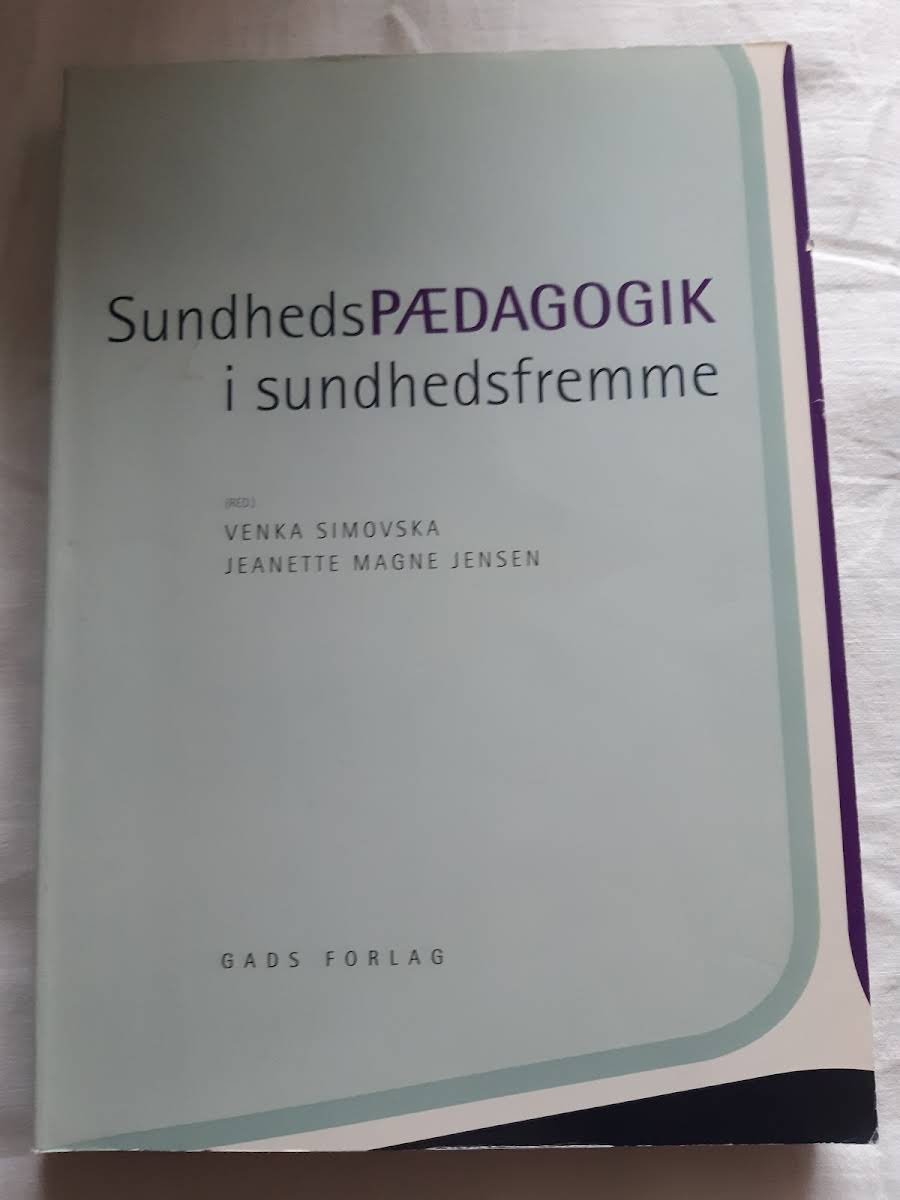 SundhedsPÆDAGOGIK
i sundhedsfremme
(RED.)
VENKA SIMOVSKA
JEANETTE MAGNE JENSEN
GADS FORLAG